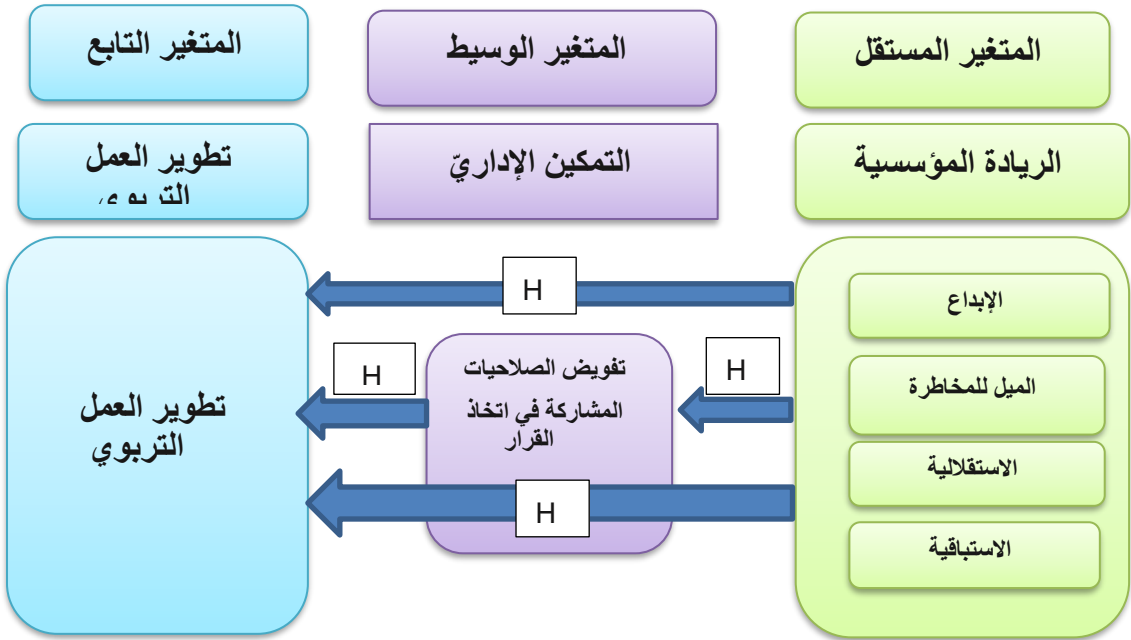 المتغير المستقل
المتغير الوسيط
المتغير التابع
الريادة المؤسسية
التمكين الإداريّ
تطوير العمل
التربوي
الإبداع
الميل للمخاطرة
الاستقلالية
الاستباقية
H
H
H
H
تفويض الصلاحيات
المشاركة في اتخاذ
القرار
تطوير العمل
التربوي